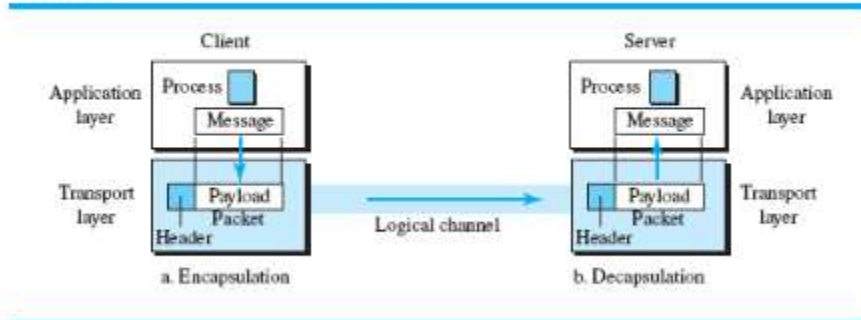 Client
Server
Application layer
Process
Message
Process
Message
Application layer
Transport layer
Payload
Packet
Header
Logical channel
Payload
Packet
Header
Transport layer
a. Encapsulation
b. Decapsulation